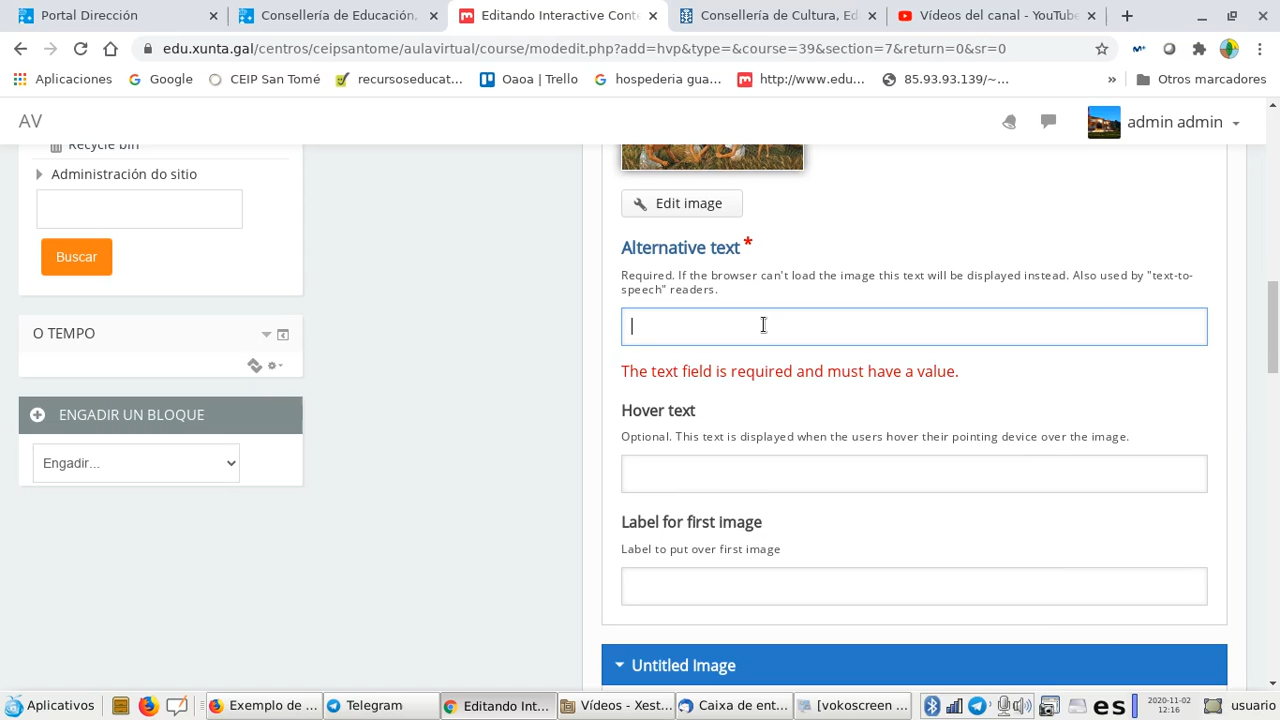 Portal Dirección
Consellería de Educación,
Editando Interactive Conte
Consellería de Cultura, Ed
Vídeos del canal - YouTube
edu.xunta.gal/centros/ceipsantome/aulavirtual/course/modedit.php?add=hvp&type=&course=39&section=7&return=0&sr=0
Aplicaciones
Google
CEIP San Tomé
recursoseducat...
Oaoa | Trello
hospederia gua...
http://www.edu...
85.93.93.139/~...
»
Otros marcadores
AV
admin admin
Recycle bin
Administración do sitio
Buscar
O TEMPO
ENGADIR UN BLOQUE
Engadir...
Edit image
Alternative text *
Required. If the browser can't load the image this text will be displayed instead. Also used by "text-to-
speech" readers.
The text field is required and must have a value.
Hover text
Optional. This text is displayed when the users hover their pointing device over the image.
Label for first image
Label to put over first image
Untitled Image
Aplicativos
Exemplo de ...
Telegram
Editando Int...
Vídeos - Xest...
Caixa de ent...
[vokoscreen ...
es
2020-11-02
12:16
usuario